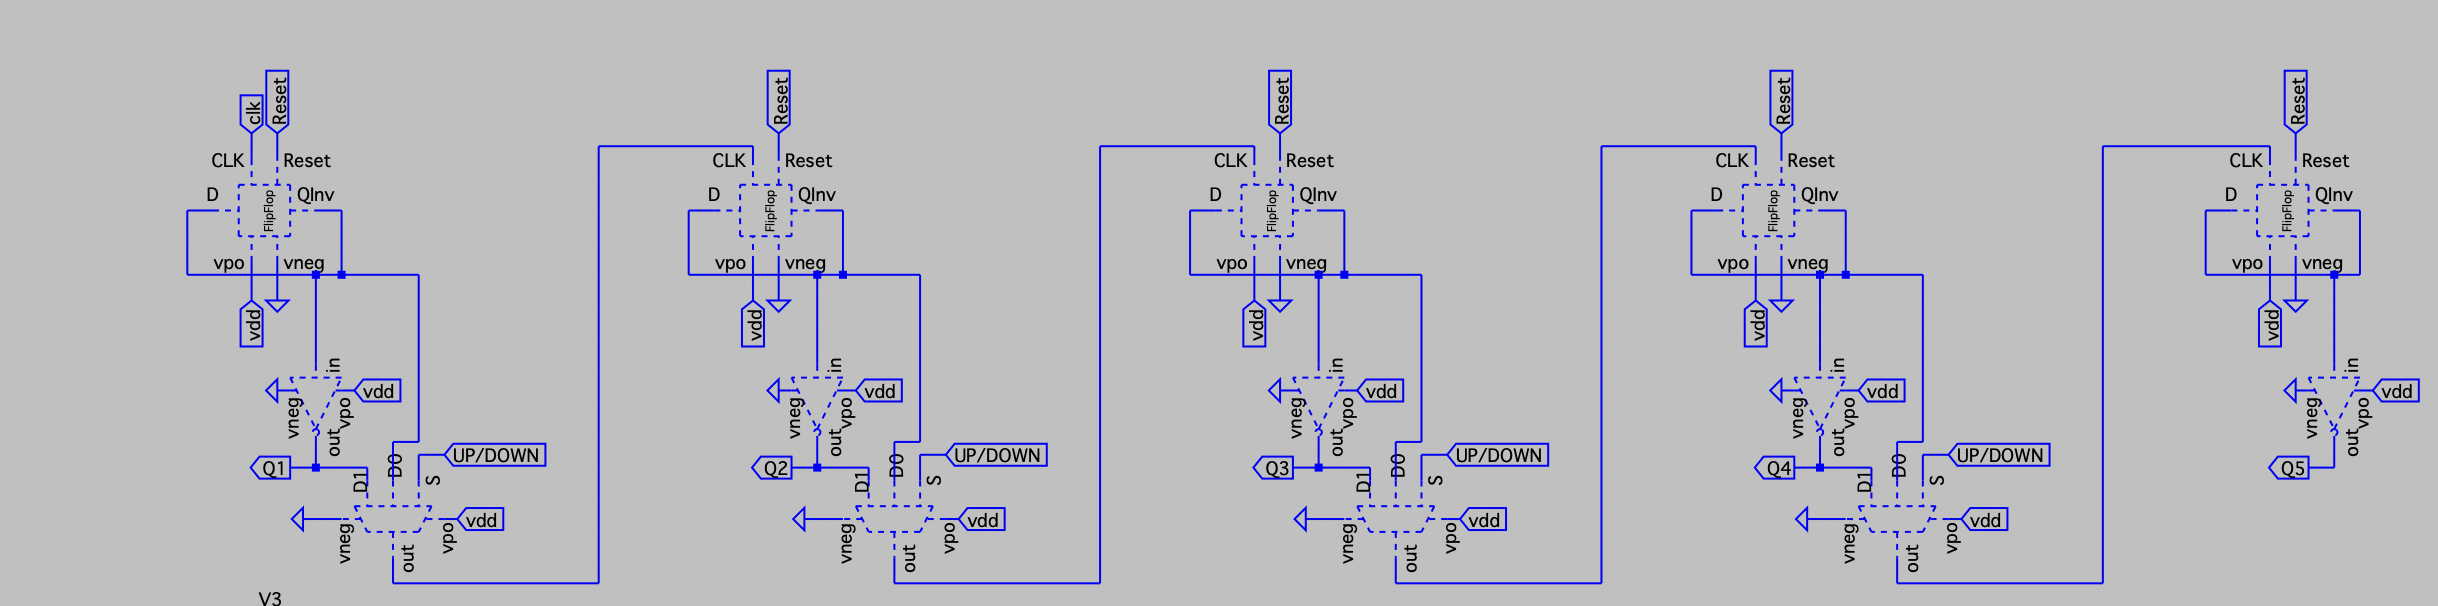 clk
Reset
CLK
Reset
D
QInv
FlipFlop
vpo
vneg
vdd
in
vdd
vneg
vpo
out
Q1
D1
D0
S
UP/DOWN
vdd
vneg
out
vpo
Reset
CLK
Reset
D
QInv
FlipFlop
vpo
vneg
vdd
in
vdd
vneg
vpo
out
Q2
D1
D0
S
UP/DOWN
vdd
vneg
out
vpo
Reset
CLK
Reset
D
QInv
FlipFlop
vpo
vneg
vdd
in
vdd
vneg
vpo
out
Q3
D1
D0
S
UP/DOWN
vdd
vneg
out
vpo
Reset
CLK
Reset
D
QInv
FlipFlop
vpo
vneg
vdd
in
vdd
vneg
vpo
out
Q4
D1
D0
S
UP/DOWN
vdd
vneg
out
vpo
Reset
CLK
Reset
D
QInv
FlipFlop
vpo
vneg
vdd
in
vdd
vneg
vpo
out
Q5
V3